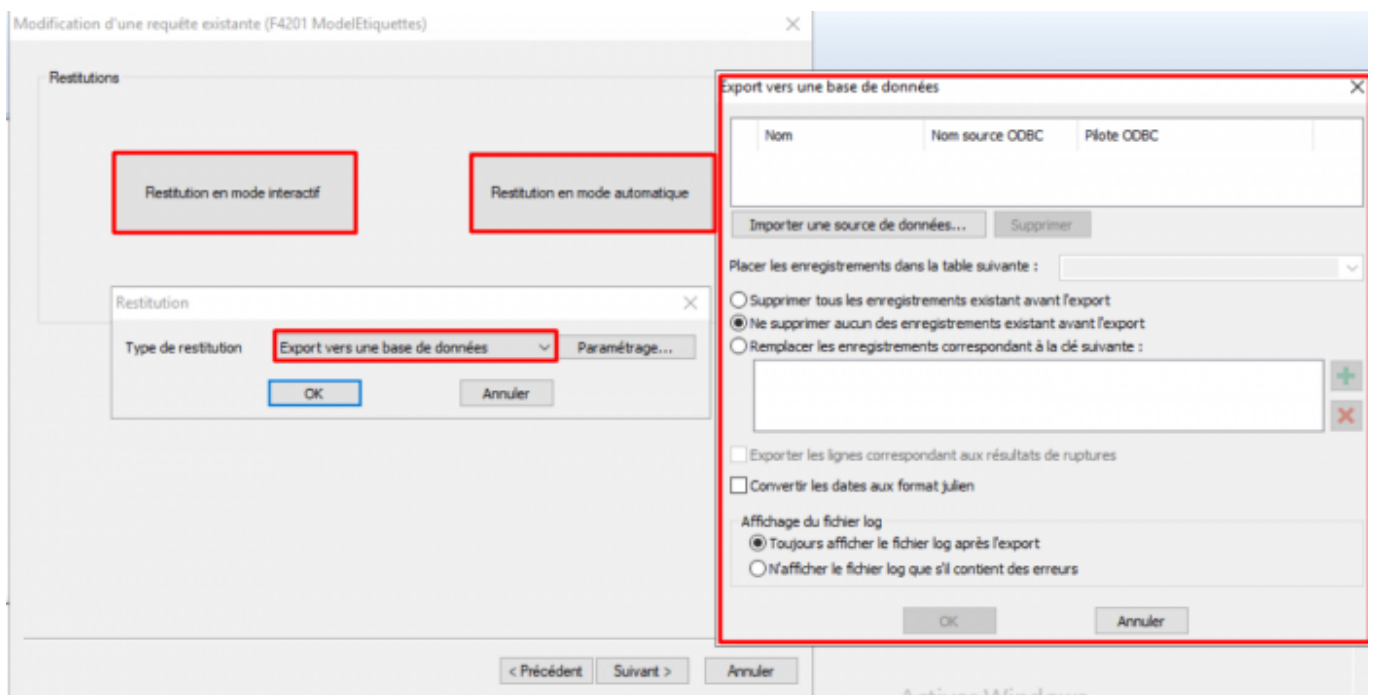 Modification d'une requête existante (F4201 ModelEtiquettes)
Restitutions
Restitution en mode interactif
Restitution en mode automatique
Restitution
Type de restitution
Export vers une base de données
Paramétrage...
OK
Annuler
< Précédent
Suivant >
Annuler
Export vers une base de données
Nom
Nom source ODBC
Pilote ODBC
Importer une source de données...
Supprimer
Placer les enregistrements dans la table suivante :
Supprimer tous les enregistrements existant avant l'export
Ne supprimer aucun des enregistrements existant avant l'export
Remplacer les enregistrements correspondant à la clé suivante :
Exporter les lignes correspondant aux résultats de ruptures
Convertir les dates aux format julien
Affichage du fichier log
Toujours afficher le fichier log après l'export
N'afficher le fichier log que s'il contient des erreurs
OK
Annuler